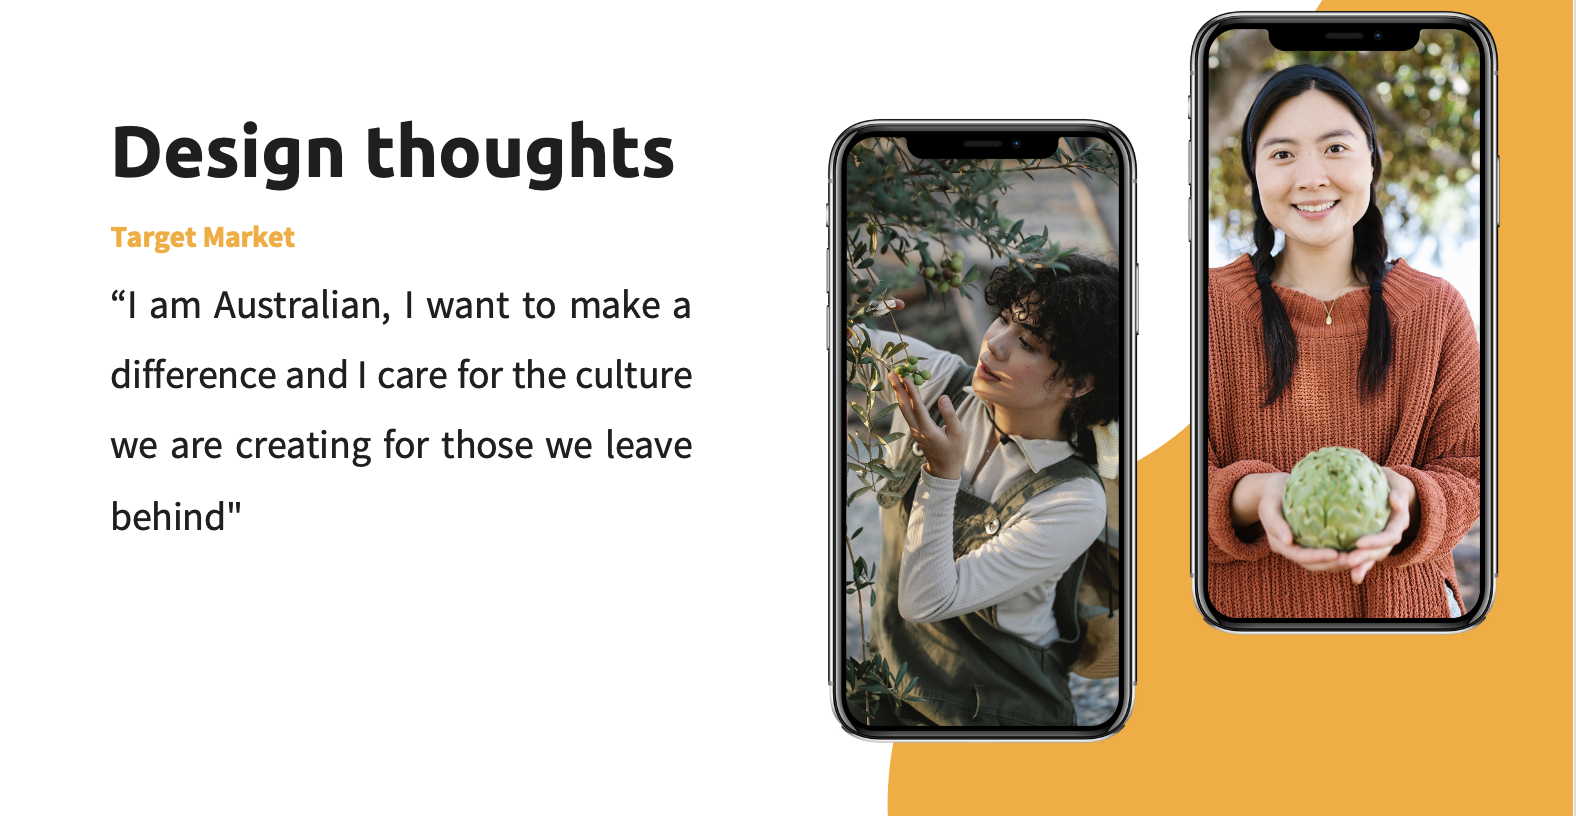 Design thoughts
Target Market
“I am Australian, I want to make a
difference and I care for the culture
we are creating for those we leave
behind"